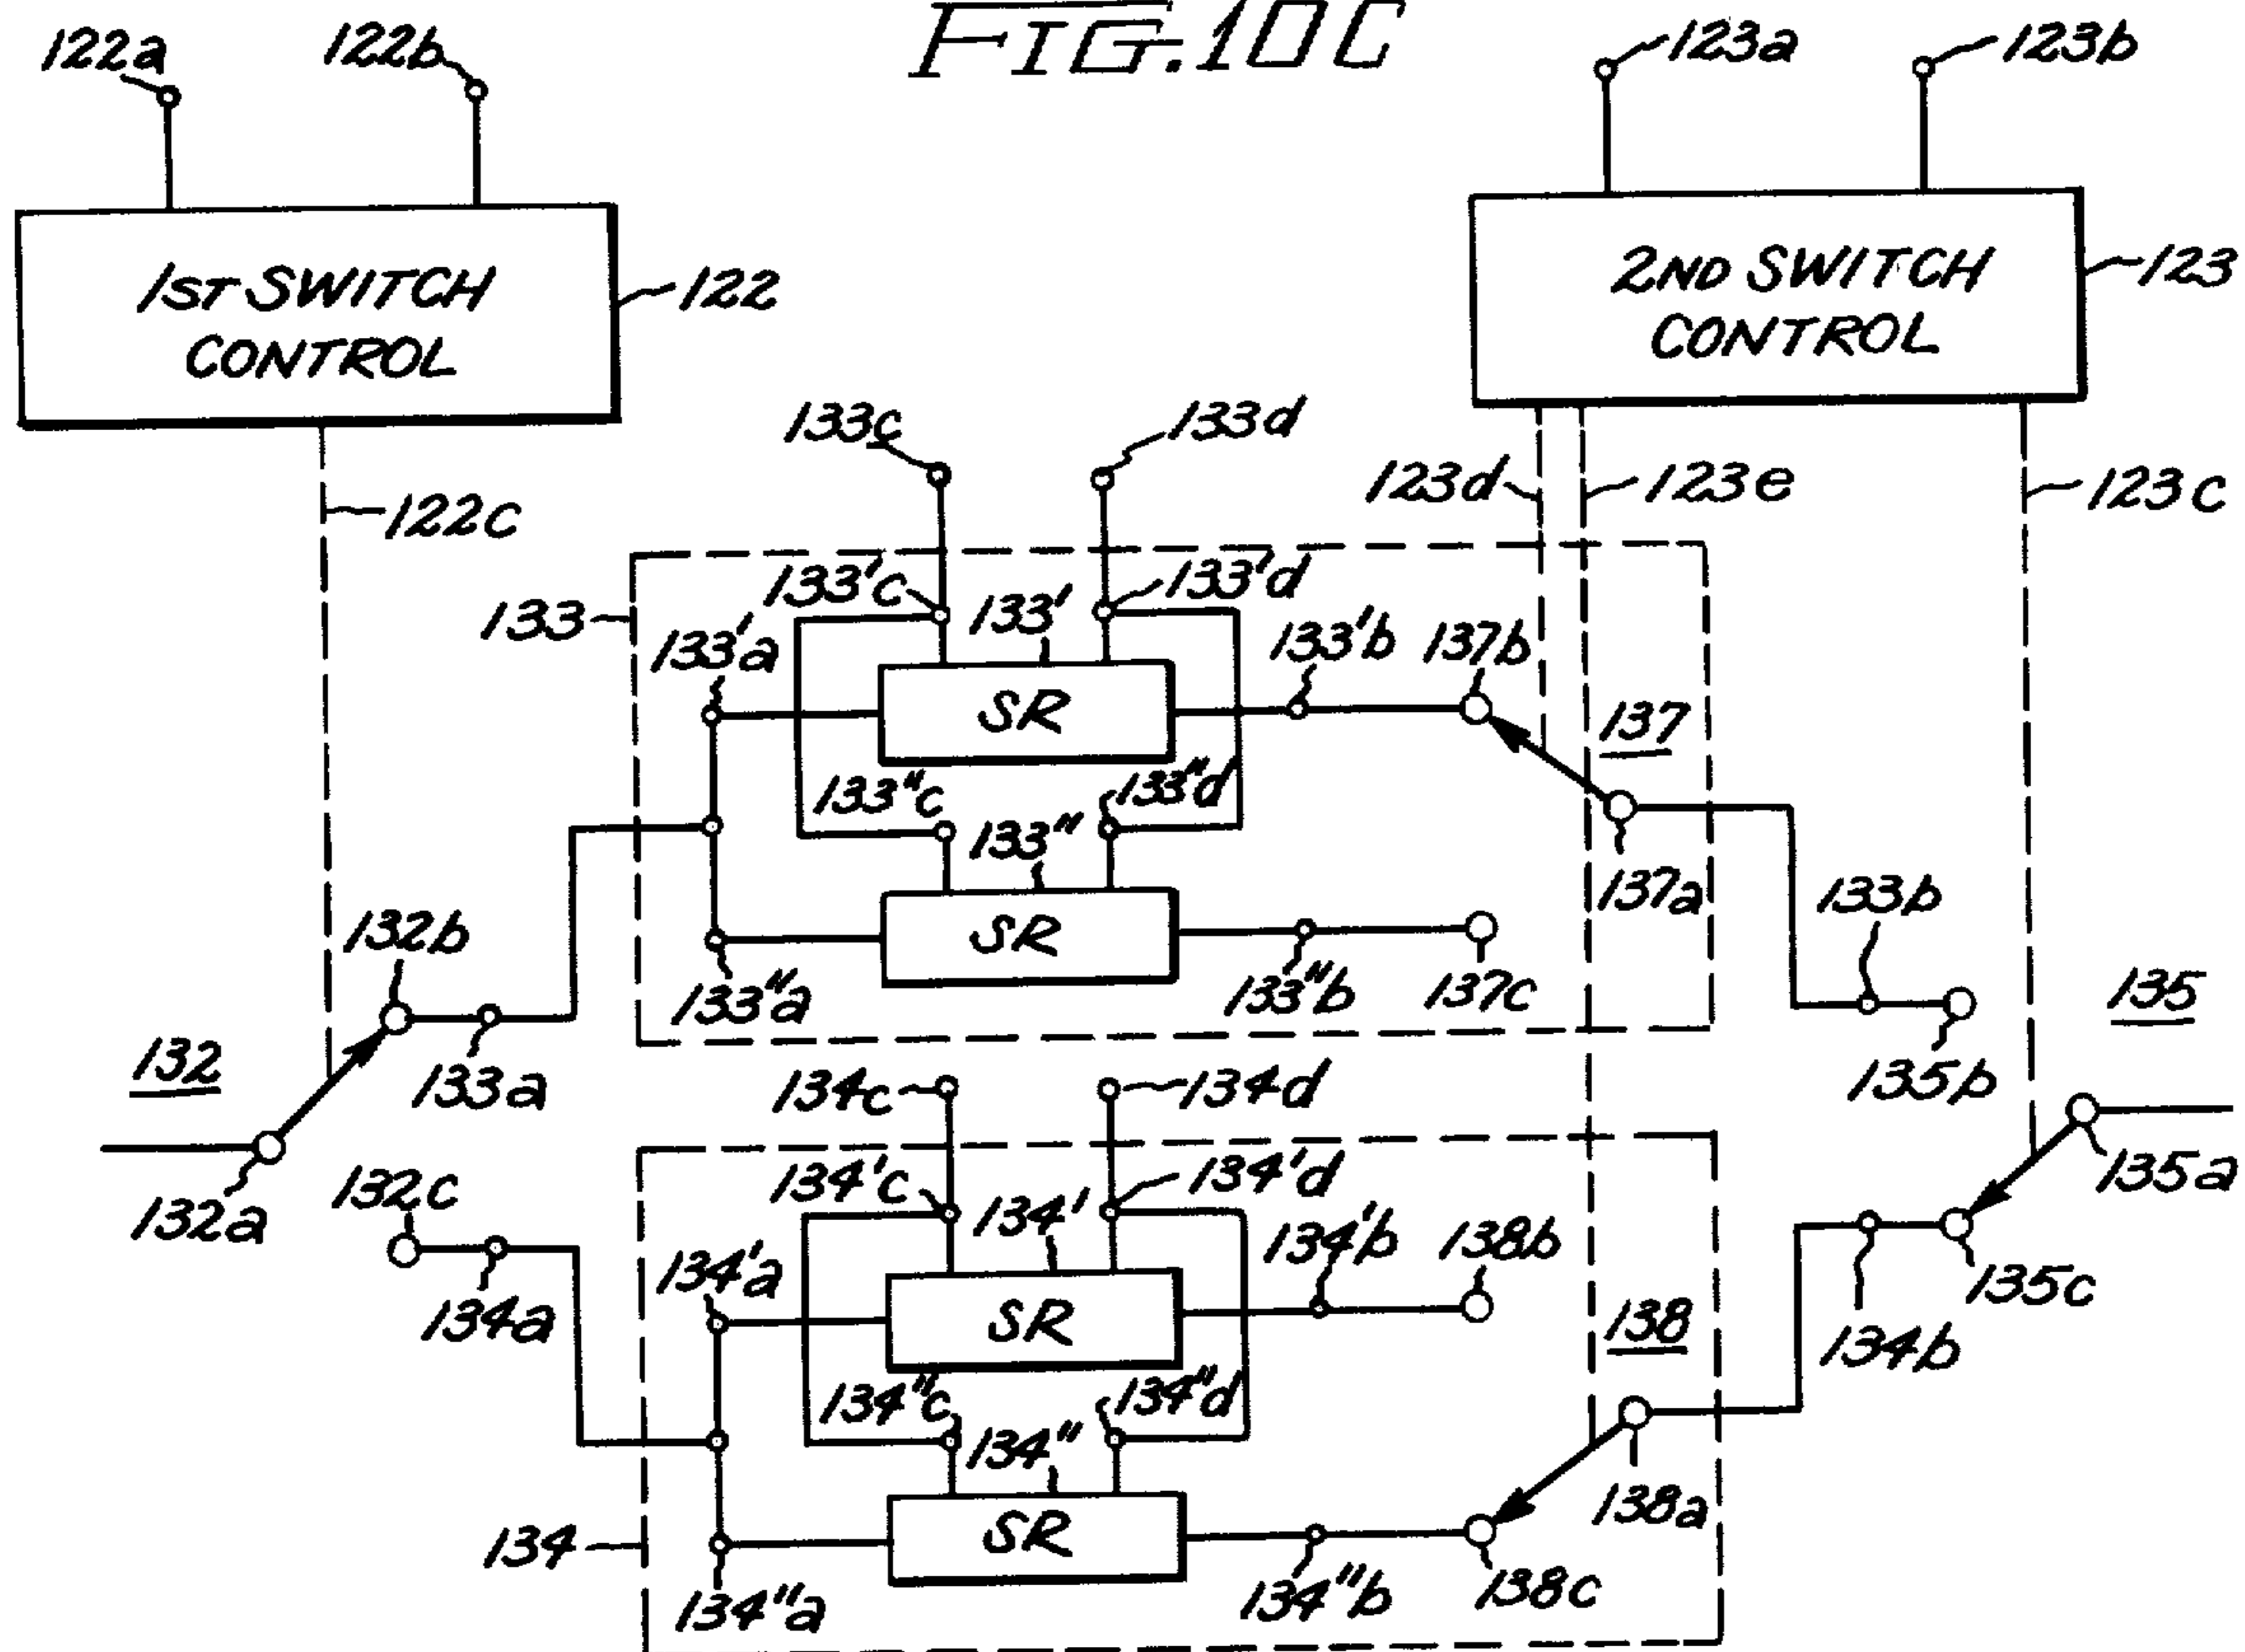 FIG.10C
122a
122b
123a
123b
1ST SWITCH
CONTROL
122
2ND SWITCH
CONTROL
123
122c
133c
133d
123d
123e
123c
133
133'c
133'd
133'a
133'
133'b
137b
SR
137
133"c
133"d
133"
137a
133b
132b
SR
133"a
133"b
137c
135
132
133a
135b
134c
134d
132a
132c
134'c
134'd
135a
134'
134'b
138b
134a
134'a
SR
138
135c
134b
134"c
134"d
134"
138a
134
SR
134"a
134"b
138c